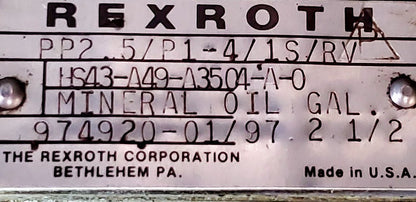 REXROTH
PP2.5/P1-4/1S/RV
HS43-A49-A3504-A-0
MINERAL OIL GAL.
974920-01/97 2 1/2
THE REXROTH CORPORATION
BETHLEHEM PA.
Made in U.S.A.